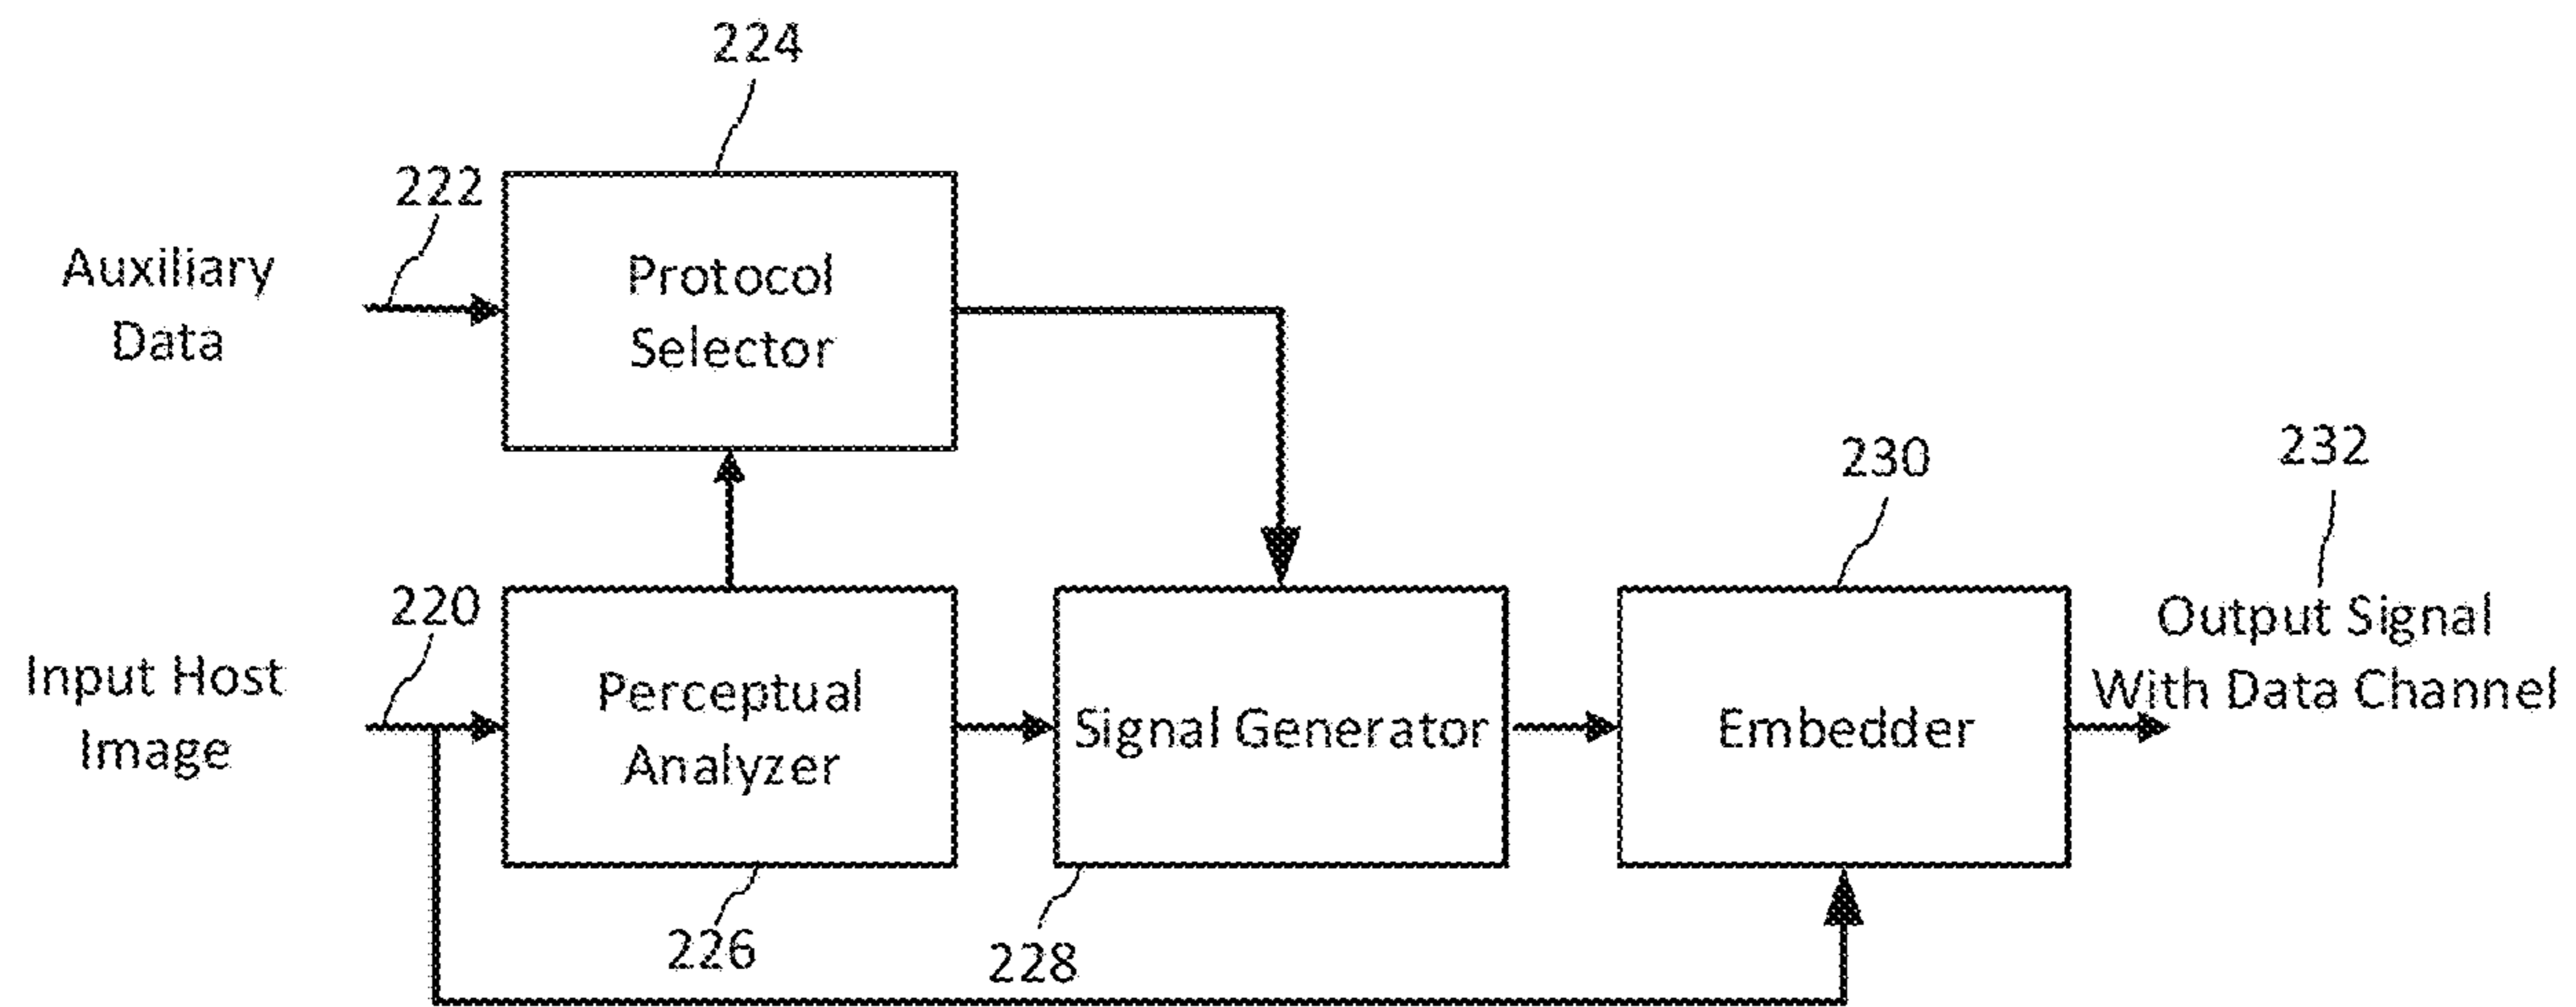 224
222
Auxiliary
Data
Protocol
Selector
230
232
220
Input Host
Image
Perceptual
Analyzer
Signal Generator
Embedder
Output Signal
With Data Channel
226
228